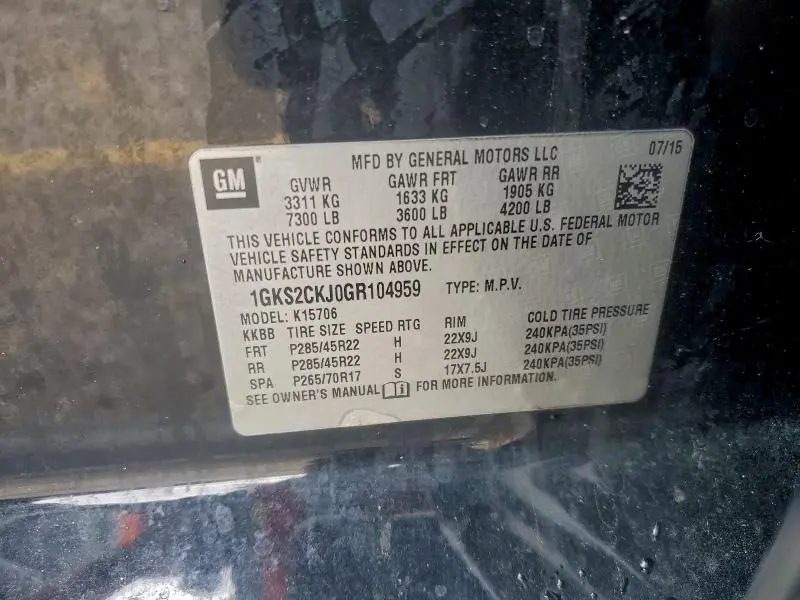 GM
MFD BY GENERAL MOTORS LLC 07/15
GVWR GAWR FRT GAWR RR
3311 KG 1633 KG 1905 KG
7300 LB 3600 LB 4200 LB
THIS VEHICLE CONFORMS TO ALL APPLICABLE U.S. FEDERAL MOTOR
VEHICLE SAFETY STANDARDS IN EFFECT ON THE DATE OF
MANUFACTURE SHOWN ABOVE.
1GKS2CKJ0GR104959 TYPE: M.P.V.
MODEL: K15706
KKBB TIRE SIZE SPEED RTG RIM COLD TIRE PRESSURE
FRT P285/45R22 H 22X9J 240KPA(35PSI)
RR P285/45R22 H 22X9J 240KPA(35PSI)
SPA P265/70R17 S 17X7.5J 240KPA(35PSI)
SEE OWNER'S MANUAL FOR MORE INFORMATION.